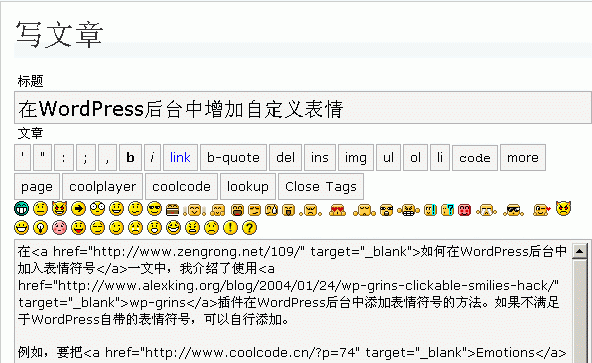 写文章
标题
在WordPress后台中增加自定义表情
文章
' " : ; , b i link b-quote del ins img ul ol li code more
page coolplayer coolcode lookup Close Tags
在<a href="http://www.zengrong.net/109/" target="_blank">如何在WordPress后台中
加入表情符号</a>一文中，我介绍了使用<a
href="http://www.alexking.org/blog/2004/01/24/wp-grins-clickable-smilies-hack/"
target="_blank">wp-grins</a>插件在WordPress后台中添加表情符号的方法。如果不满足
于WordPress自带的表情符号，可以自行添加。
例如，要把<a href="http://www.coolcode.cn/?p=74" target="_blank">Emotions</a>